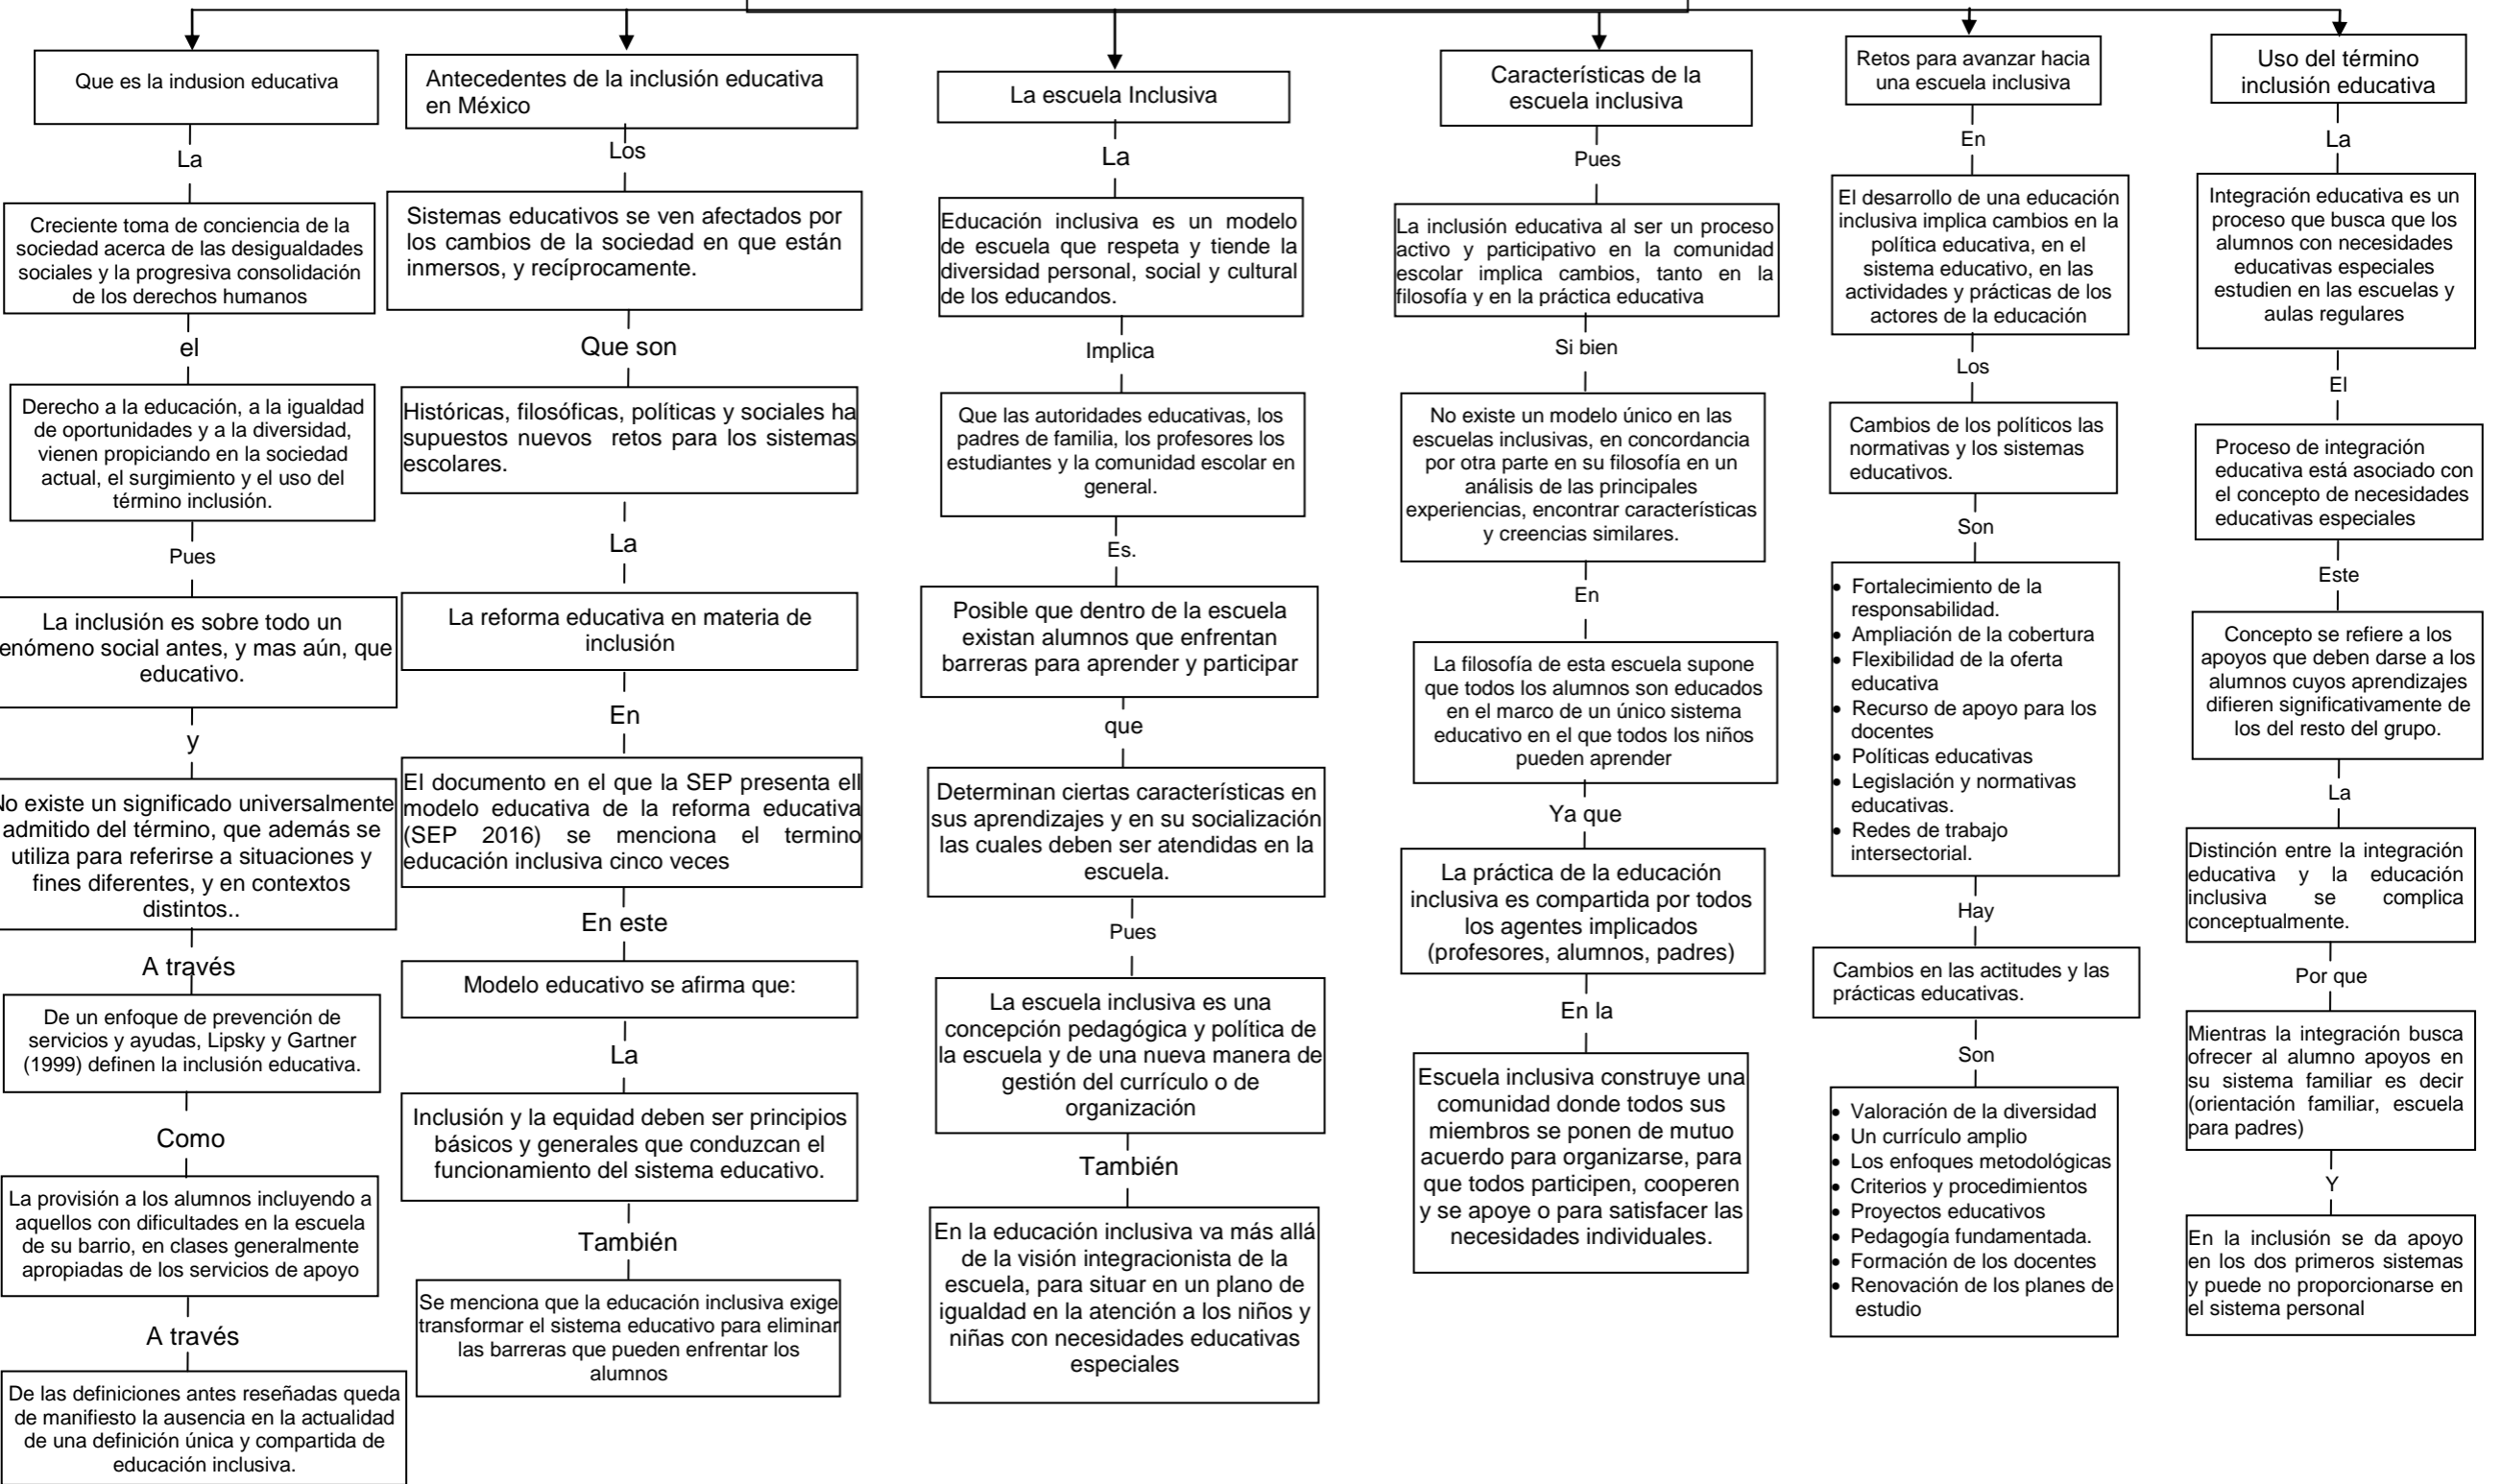 Que es la indusion educativa
La
Creciente toma de conciencia de la
sociedad acerca de las desigualdades
sociales y la progresiva consolidación
de los derechos humanos
el
Derecho a la educación, a la igualdad
de oportunidades y a la diversidad,
vienen propiciando en la sociedad
actual, el surgimiento y el uso del
término inclusión.
Pues
La inclusión es sobre todo un
enómeno social antes, y mas aún, que
educativo.
y
No existe un significado universalmente
admitido del término, que además se
utiliza para referirse a situaciones y
fines diferentes, y en contextos
distintos..
A través
De un enfoque de prevención de
servicios y ayudas, Lipsky y Gartner
(1999) definen la inclusión educativa.
Como
La provisión a los alumnos incluyendo a
aquellos con dificultades en la escuela
de su barrio, en clases generalmente
apropiadas de los servicios de apoyo
A través
De las definiciones antes reseñadas queda
de manifiesto la ausencia en la actualidad
de una definición única y compartida de
educación inclusiva.
Antecedentes de la inclusión educativa
en México
Los
Sistemas educativos se ven afectados por
los cambios de la sociedad en que están
inmersos, y recíprocamente.
Que son
Históricas, filosóficas, políticas y sociales ha
supuestos nuevos retos para los sistemas
escolares.
La
La reforma educativa en materia de
inclusión
En
El documento en el que la SEP presenta ell
modelo educativa de la reforma educativa
(SEP 2016) se menciona el termino
educación inclusiva cinco veces
En este
Modelo educativo se afirma que:
La
Inclusión y la equidad deben ser principios
básicos y generales que conduzcan el
funcionamiento del sistema educativo.
También
Se menciona que la educación inclusiva exige
transformar el sistema educativo para eliminar
las barreras que pueden enfrentar los
alumnos
La escuela Inclusiva
La
Educación inclusiva es un modelo
de escuela que respeta y tiende la
diversidad personal, social y cultural
de los educandos.
Implica
Que las autoridades educativas, los
padres de familia, los profesores los
estudiantes y la comunidad escolar en
general.
Es.
Posible que dentro de la escuela
existan alumnos que enfrentan
barreras para aprender y participar
que
Determinan ciertas características en
sus aprendizajes y en su socialización
las cuales deben ser atendidas en la
escuela.
Pues
La escuela inclusiva es una
concepción pedagógica y política de
la escuela y de una nueva manera de
gestión del currículo o de
organización
También
En la educación inclusiva va más allá
de la visión integracionista de la
escuela, para situar en un plano de
igualdad en la atención a los niños y
niñas con necesidades educativas
especiales
Característicos de la
escuela inclusiva
Pues
La inclusión educativa al ser un proceso
activo y participativo en la comunidad
escolar implica cambios, tanto en la
filosofía y en la práctica educativa
Si bien
No existe un modelo único en las
escuelas inclusivas, en concordancia
por otra parte en su filosofía en un
análisis de las principales
experiencias, encontrar características
y creencias similares.
En
La filosofía de esta escuela supone
que todos los alumnos son educados
en el marco de un único sistema
educativo en el que todos los niños
pueden aprender
Ya que
La práctica de la educación
inclusiva es compartida por todos
los agentes implicados
(profesores, alumnos, padres)
En la
Escuela inclusiva construye una
comunidad donde todos sus
miembros se ponen de mutuo
acuerdo para organizarse, para
que todos participen, cooperen
y se apoye o para satisfacer las
necesidades individuales.
Retos para avanzar hacia
una escuela inclusiva
En
El desarrollo de una educación
inclusiva implica cambios en la
política educativa, en el
sistema educativo, en las
actividades y prácticas de los
actores de la educación
Los
Cambios de los políticos las
normativas y los sistemas
educativos.
Son
• Fortalecimiento de la
responsabilidad.
• Ampliación de la cobertura
• Flexibilidad de la oferta
educativa
• Recurso de apoyo para los
docentes
• Políticas educativas
• Legislación y normativas
educativas.
• Redes de trabajo
intersectorial.
Hay
Cambios en las actitudes y las
prácticas educativas.
Son
• Valoración de la diversidad
• Un currículo amplio
• Los enfoques metodológicas
• Criterios y procedimientos
• Proyectos educativos
• Pedagogía fundamentada.
• Formación de los docentes
• Renovación de los planes de
estudio
Uso del término
inclusión educativa
La
Integración educativa es un
proceso que busca que los
alumnos con necesidades
educativas especiales
estudien en las escuelas y
aulas regulares
El
Proceso de integración
educativa está asociado con
el concepto de necesidades
educativas especiales
Este
Concepto se refiere a los
apoyos que deben darse a los
alumnos cuyos aprendizajes
difieren significativamente de
los del resto del grupo.
La
Distinción entre la integración
educativa y la educación
inclusiva se complica
conceptualmente.
Por que
Mientras la integración busca
ofrecer al alumno apoyos en
su sistema familiar es decir
(orientación familiar, escuela
para padres)
Y
En la inclusión se da apoyo
en los dos primeros sistemas
y puede no proporcionarse en
el sistema personal